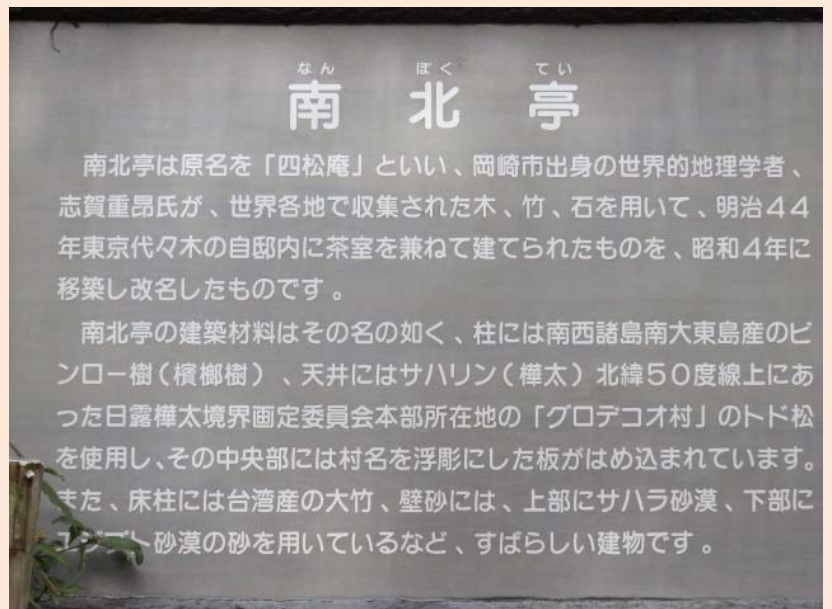 なん ぼく てい
南北亭
南北亭は原名を「四松庵」といい、岡崎市出身の世界的地理学者、
志賀重昂氏が、世界各地で収集された木、竹、石を用いて、明治44
年東京代々木の自邸内に茶室を兼ねて建てられたものを、昭和4年に
移築し改名したものです。
南北亭の建築材料はその名の如く、柱には南西諸島南大東島産のビ
ンロー樹(檳榔樹)、天井にはサハリン(樺太)北緯50度線上にあ
った日露樺太境界画定委員会本部所在地の「グロデコオ村」のトド松
を使用し、その中央部には村名を浮彫にした板がはめ込まれています。
また、床柱には台湾産の大竹、壁砂には、上部にサハラ砂漠、下部に
エジプト砂漠の砂を用いているなど、すばらしい建物です。